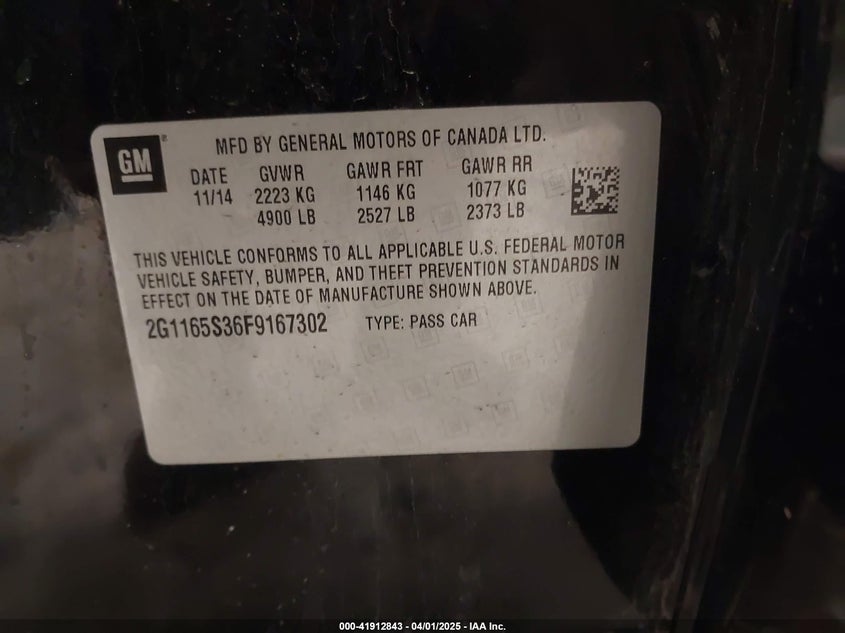 GM
MFD BY GENERAL MOTORS OF CANADA LTD.
DATE GVWR GAWR FRT GAWR RR
11/14 2223 KG 1146 KG 1077 KG
4900 LB 2527 LB 2373 LB
THIS VEHICLE CONFORMS TO ALL APPLICABLE U.S. FEDERAL MOTOR
VEHICLE SAFETY, BUMPER, AND THEFT PREVENTION STANDARDS IN
EFFECT ON THE DATE OF MANUFACTURE SHOWN ABOVE.
2G1165S36F9167302 TYPE: PASS CAR
000-41912843 - 04/01/2025 - IAA Inc.